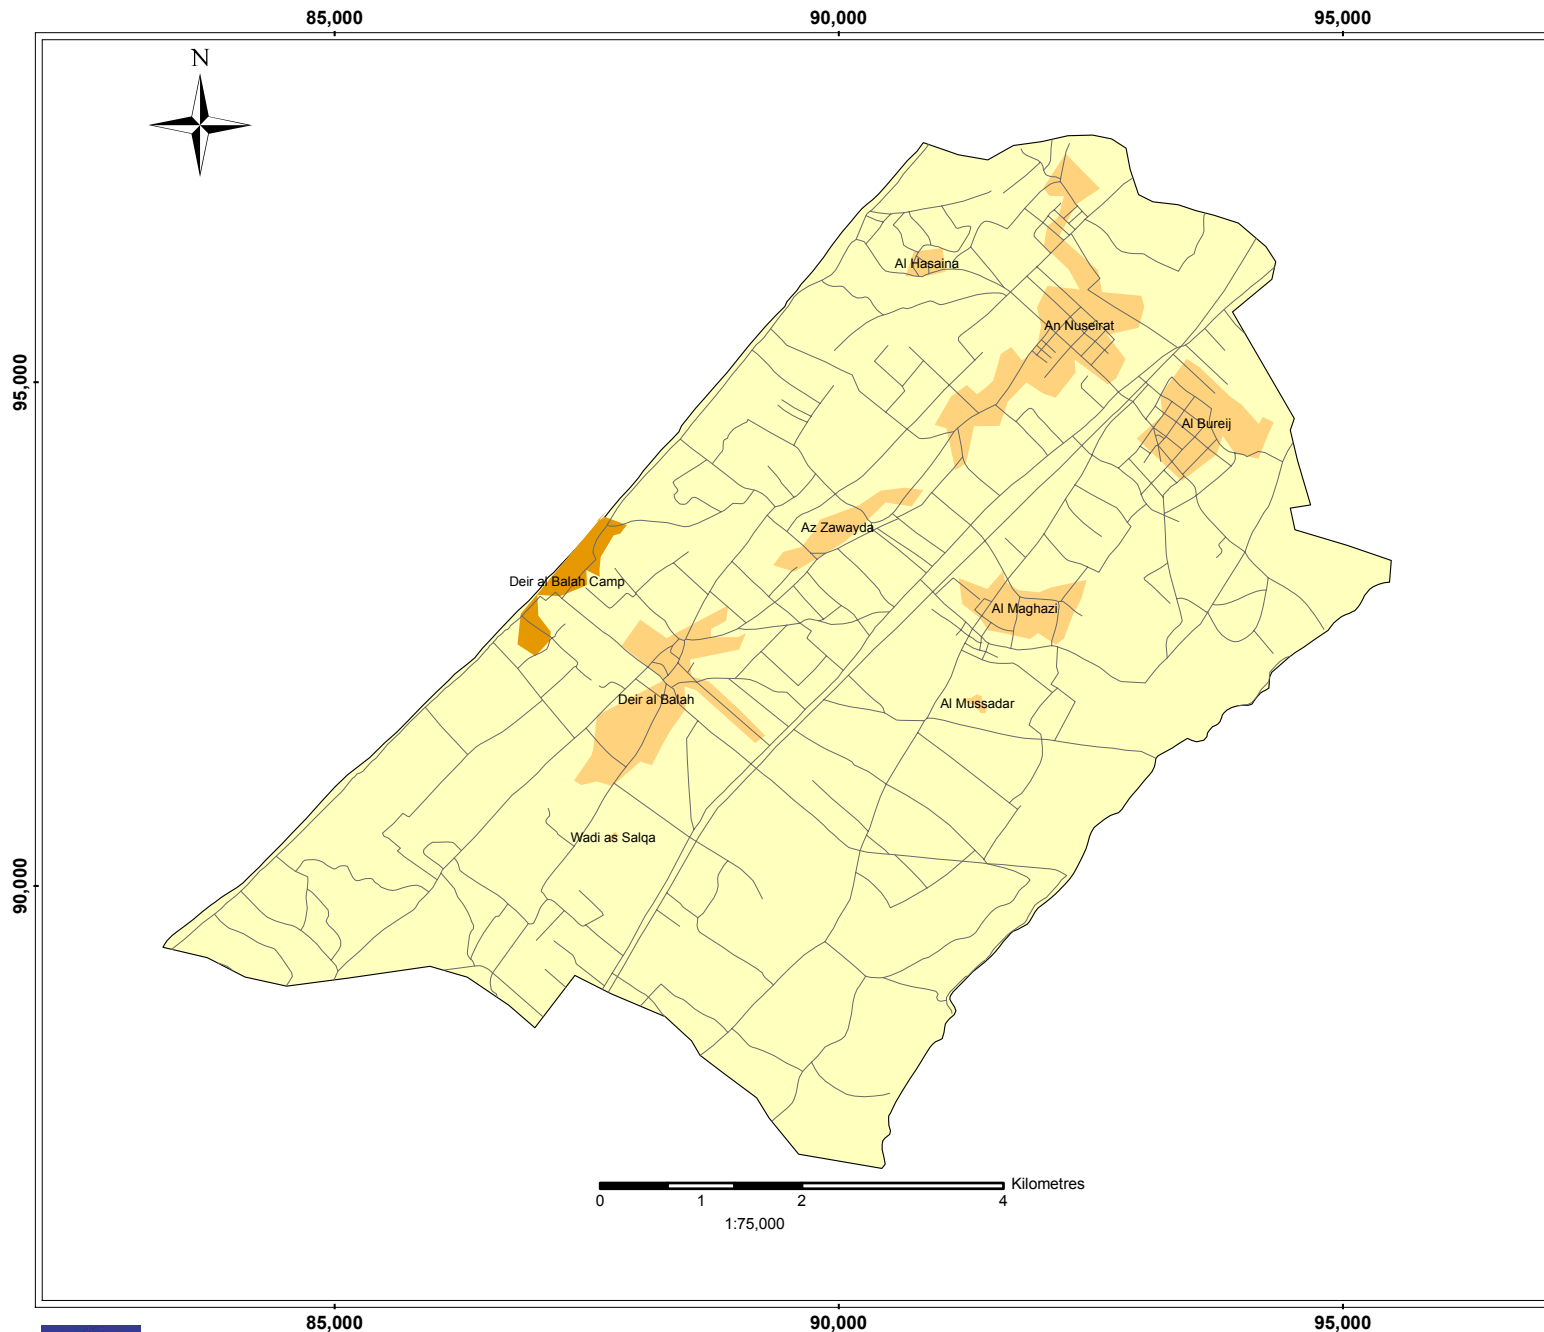 85,000 90,000 95,000
N
Al Hasaina
An Nuseirat
95,000
Al Bureij
Az Zawayda
Deir al Balah Camp
Al Maghazi
Deir al Balah
Al Mussadar
Wadi as Salqa
90,000
Kilometres
0 1 2 4
1:75,000
85,000 90,000 95,000